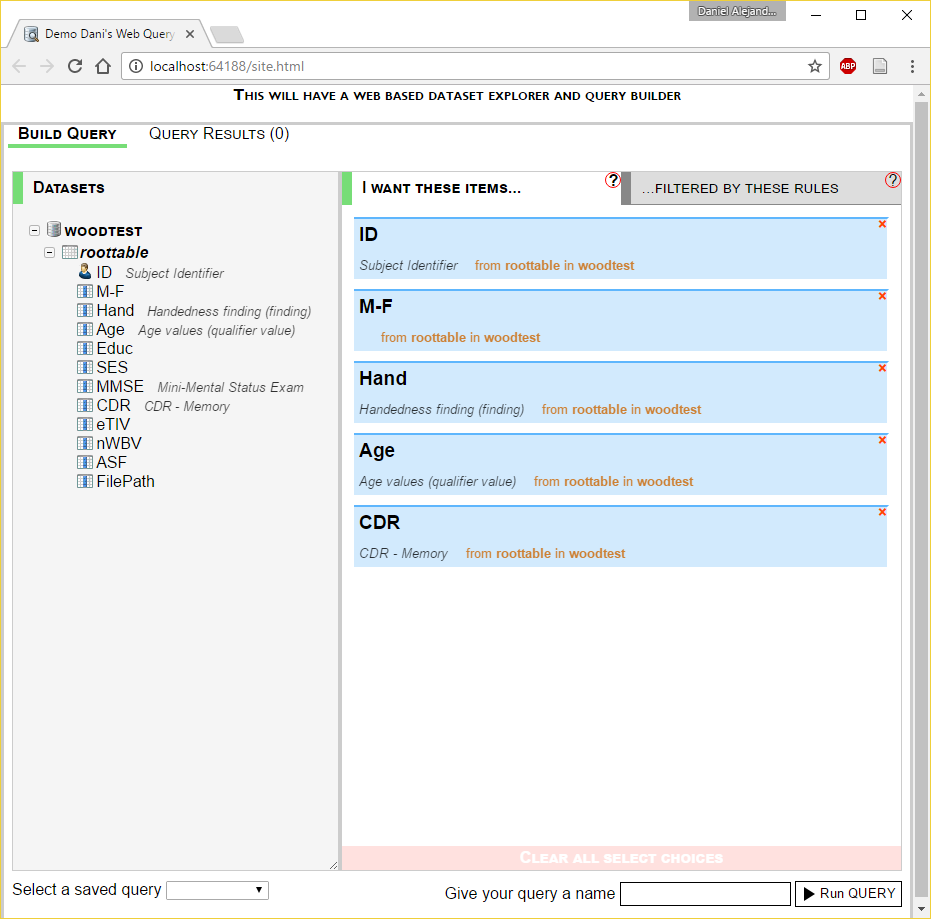 Daniel Alejand...
Demo Dani's Web Query
localhost:64188/site.html
ABP
This will have a web based dataset explorer and query builder
Build Query
Query Results (0)
Datasets
woodtest
roottable
ID Subject Identifier
M-F
Hand Handedness finding (finding)
Age Age values (qualifier value)
Educ
SES
MMSE Mini-Mental Status Exam
CDR CDR - Memory
eTIV
nWBV
ASF
FilePath
I want these items...
?
...filtered by these rules
?
ID
Subject Identifier from roottable in woodtest
M-F
from roottable in woodtest
Hand
Handedness finding (finding) from roottable in woodtest
Age
Age values (qualifier value) from roottable in woodtest
CDR
CDR - Memory from roottable in woodtest
Clear all select choices
Select a saved query
Give your query a name
Run QUERY